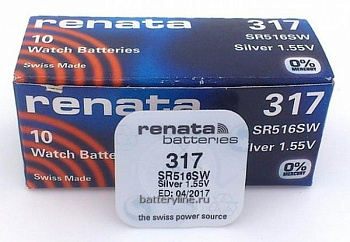 renata 317
10 SR516SW
Watch Batteries Silver 1.55V
Swiss Made 0%
MERCURY
renata 317
10 SR516SW
Watch Batteries Silver 1.55V
Swiss Made 0%
MERCURY
renata
batteries
317
SR516SW
Silver 1.55V
ED: 04/2017
batteryline.ru
the swiss power source